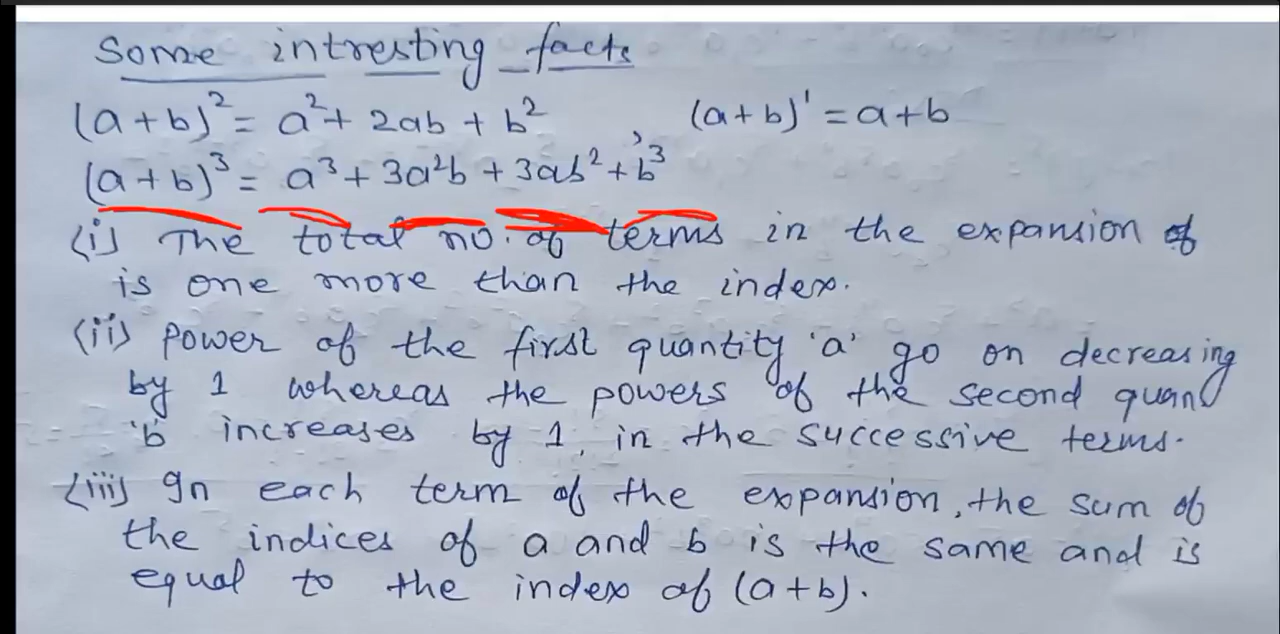 Some intresting facts
(a+b)² = a² + 2ab + b² , (a+b)' = a+b
(a+b)³ = a³ + 3a²b + 3ab² + b³
(i) The total no. of terms in the expansion of
is one more than the index.
(ii) Power of the first quantity 'a' go on decreasing
by 1 whereas the powers of the second quan
'b increases by 1, in the successive terms.
(iii) In each term of the expansion, the sum of
the indices of a and b is the same and is
equal to the index of (a+b).